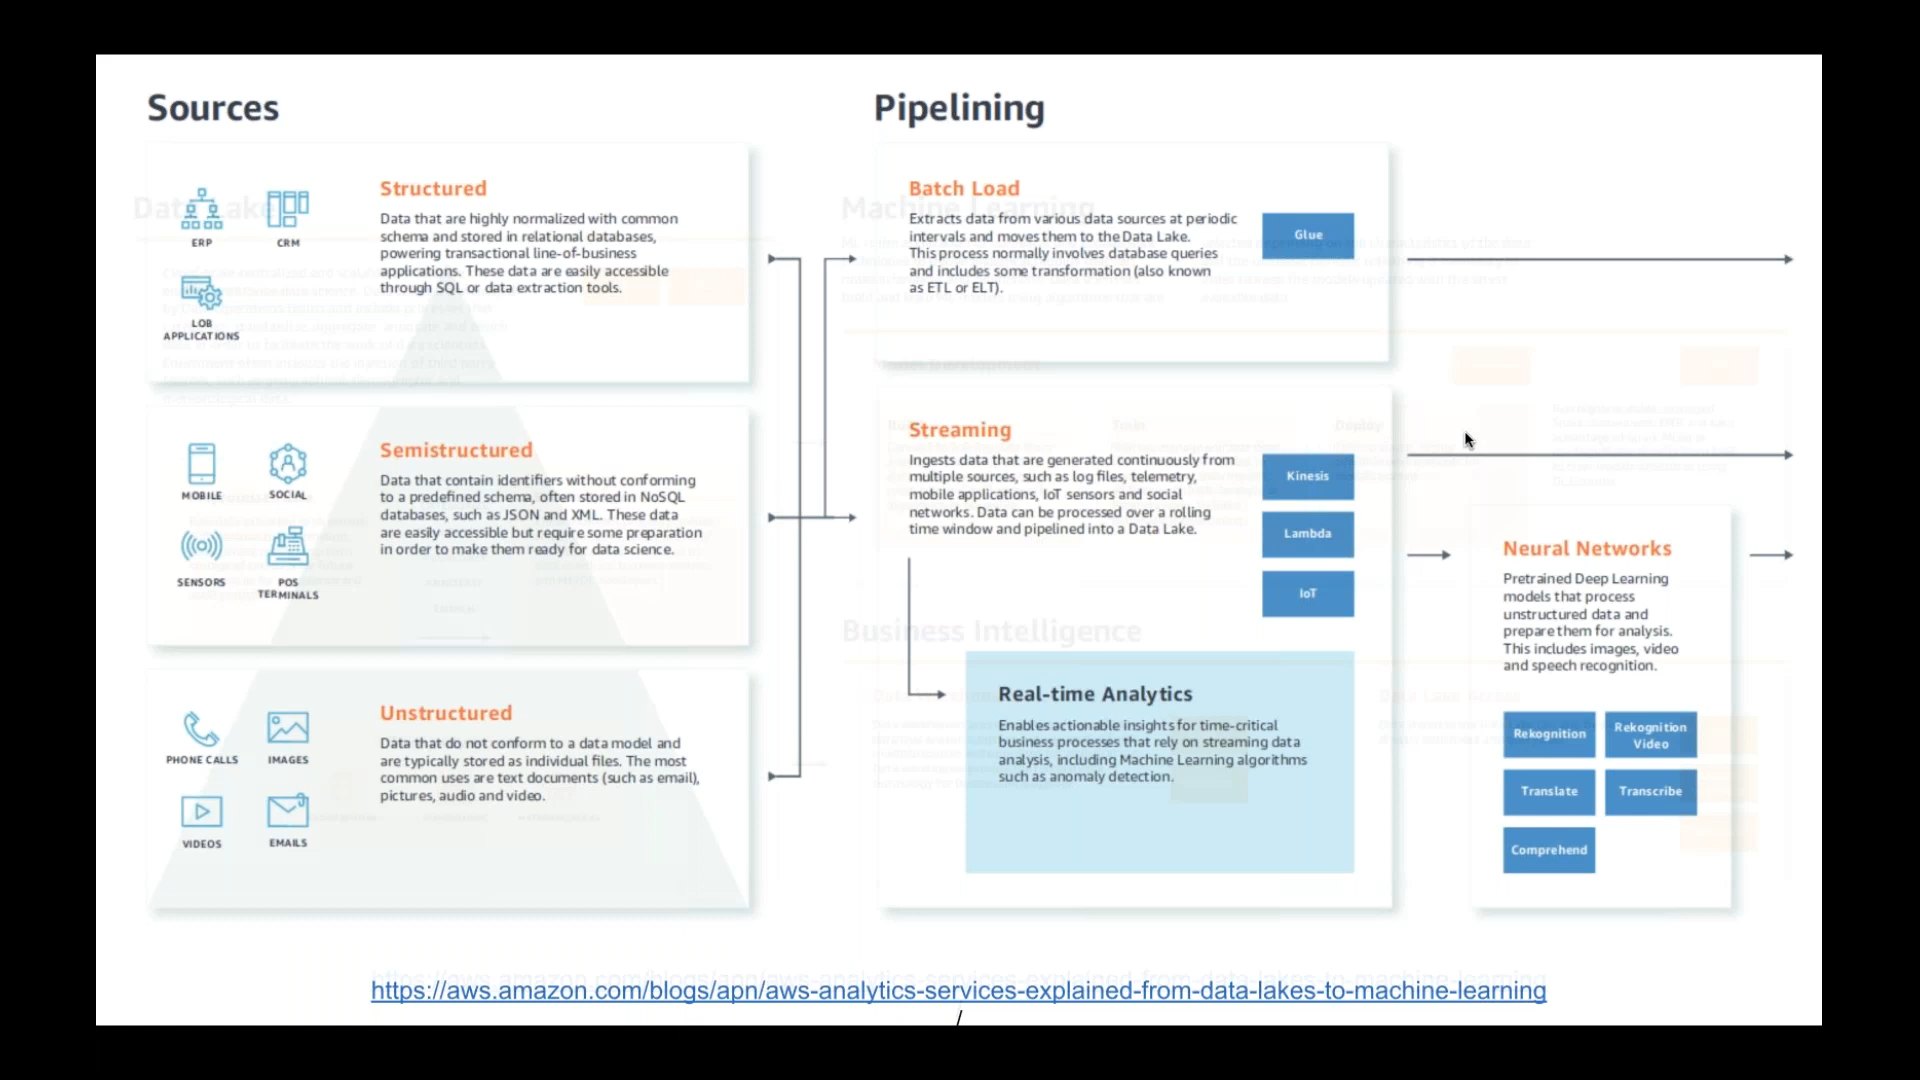 Sources
Structured
Data that are highly normalized with common
schema and stored in relational databases,
powering transactional line-of-business
applications. These data are easily accessible
through SQL or data extraction tools.
ERP
CRM
LOB
APPLICATIONS
Semistructured
Data that contain identifiers without conforming
to a predefined schema, often stored in NoSQL
databases, such as JSON and XML. These data
are easily accessible but require some preparation
in order to make them ready for data science.
MOBILE
SOCIAL
SENSORS
POS
TERMINALS
Unstructured
Data that do not conform to a data model and
are typically stored as individual files. The most
common uses are text documents (such as email),
pictures, audio and video.
PHONE CALLS
IMAGES
VIDEOS
EMAILS
Pipelining
Batch Load
Extracts data from various data sources at periodic
intervals and moves them to the Data Lake.
This process normally involves database queries
and includes some transformation (also known
as ETL or ELT).
Glue
Streaming
Ingests data that are generated continuously from
multiple sources, such as log files, telemetry,
mobile applications, IoT sensors and social
networks. Data can be processed over a rolling
time window and pipelined into a Data Lake.
Kinesis
Lambda
IoT
Real-time Analytics
Enables actionable insights for time-critical
business processes that rely on streaming data
analysis, including Machine Learning algorithms
such as anomaly detection.
Neural Networks
Pretrained Deep Learning
models that process
unstructured data and
prepare them for analysis.
This includes images, video
and speech recognition.
Rekognition
Rekognition
Video
Translate
Transcribe
Comprehend
Data Lake
Machine Learning
Business Intelligence
https://aws.amazon.com/blogs/apn/aws-analytics-services-explained-from-data-lakes-to-machine-learning
/